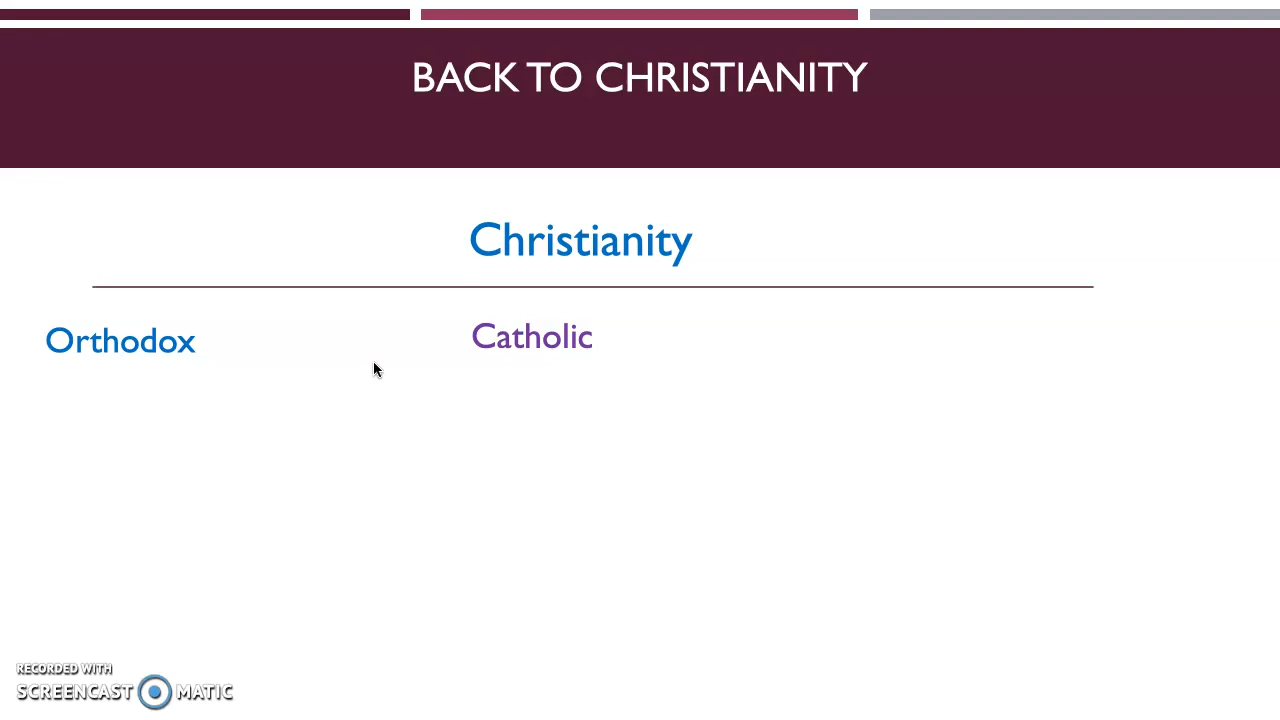 BACK TO CHRISTIANITY
Christianity
Orthodox
Catholic
RECORDED WITH
SCREENCAST MATIC